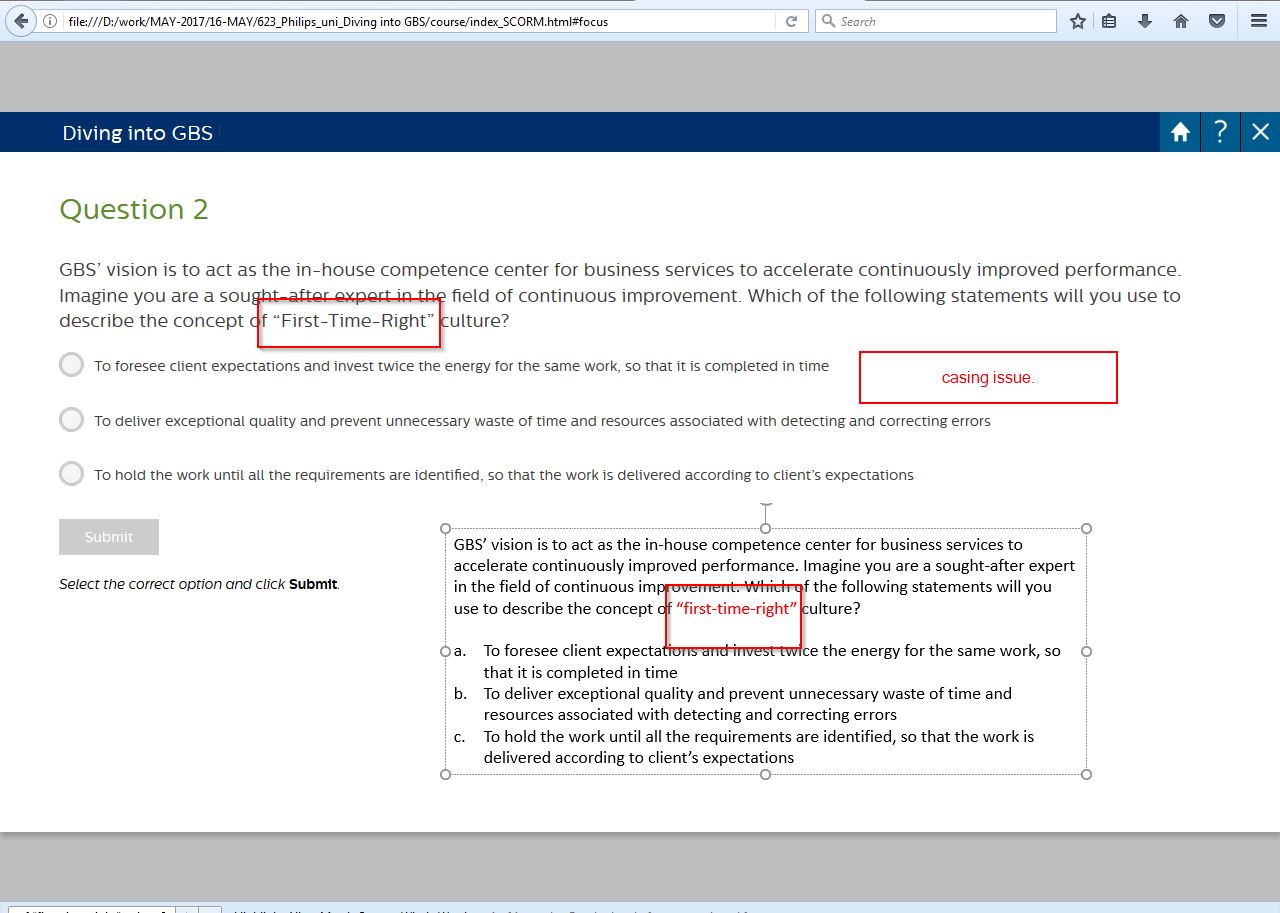 file:///D:/work/MAY-2017/16-MAY/623_Philips_uni_Diving into GBS/course/index_SCORM.html#focus
Search
Diving into GBS
?
Question 2
GBS’ vision is to act as the in-house competence center for business services to accelerate continuously improved performance.
Imagine you are a sought-after expert in the field of continuous improvement. Which of the following statements will you use to
describe the concept of “First-Time-Right” culture?
To foresee client expectations and invest twice the energy for the same work, so that it is completed in time
casing issue.
To deliver exceptional quality and prevent unnecessary waste of time and resources associated with detecting and correcting errors
To hold the work until all the requirements are identified, so that the work is delivered according to client’s expectations
Submit
Select the correct option and click Submit.
GBS’ vision is to act as the in-house competence center for business services to
accelerate continuously improved performance. Imagine you are a sought-after expert
in the field of continuous improvement. Which of the following statements will you
use to describe the concept of “first-time-right” culture?
a. To foresee client expectations and invest twice the energy for the same work, so
that it is completed in time
b. To deliver exceptional quality and prevent unnecessary waste of time and
resources associated with detecting and correcting errors
c. To hold the work until all the requirements are identified, so that the work is
delivered according to client’s expectations